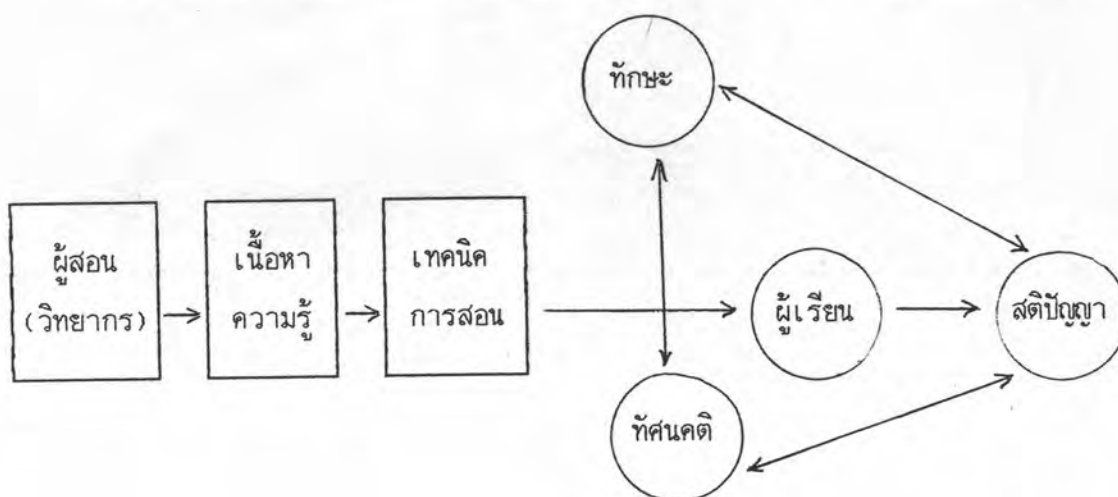 ทักษะ
ผู้สอน
(วิทยากร)
เนื้อหา
ความรู้
เทคนิค
การสอน
ผู้เรียน
สติปัญญา
ทัศนคติ